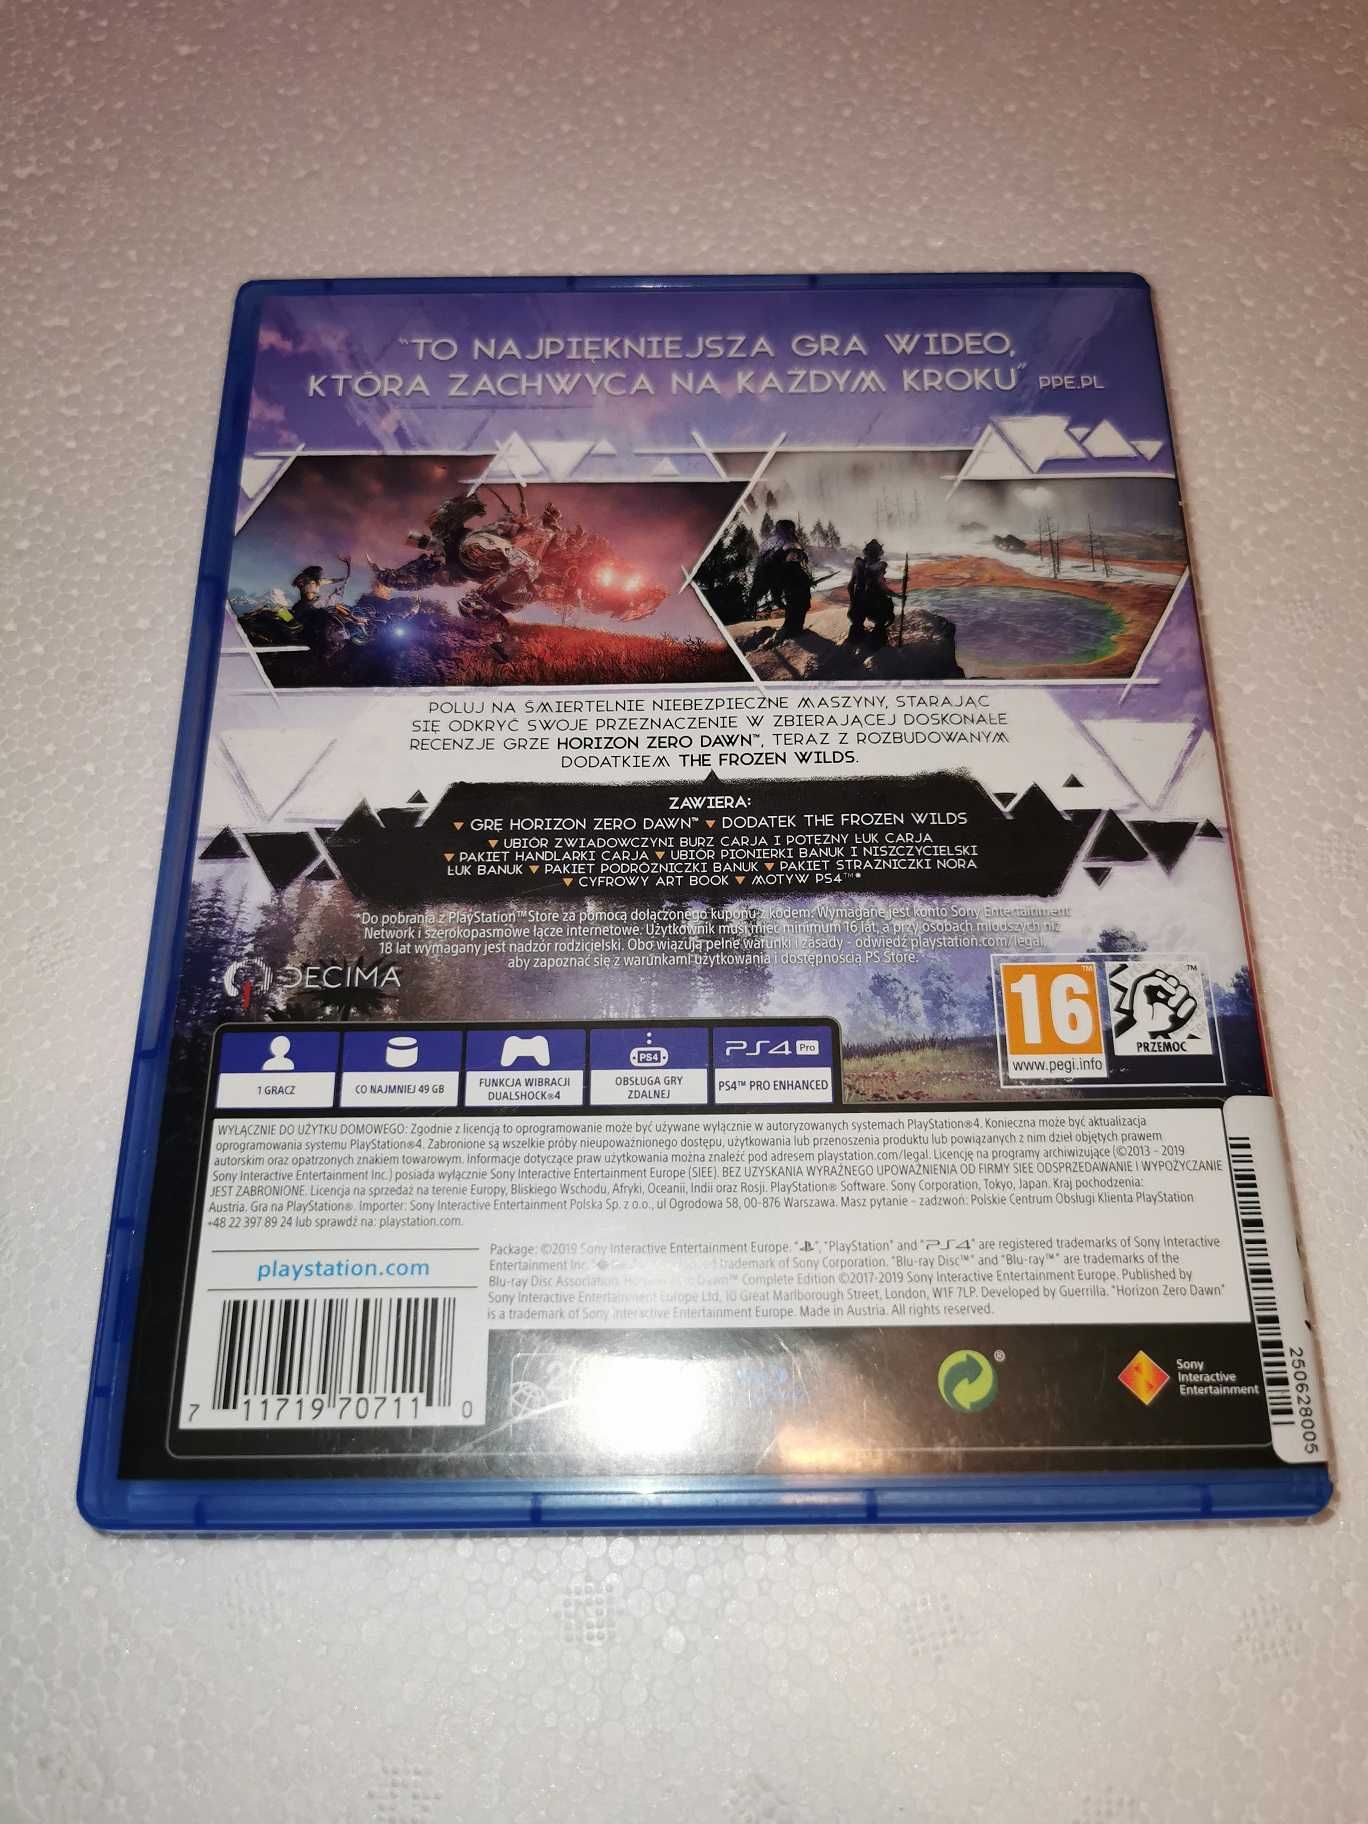 "TO NAJPIĘKNIEJSZA GRA WIDEO,
KTÓRA ZACHWYCA NA KAŻDYM KROKU" PPE.PL
POLUJ NA ŚMIERTELNIE NIEBEZPIECZNE MASZYNY, STARAJĄC
SIĘ ODKRYĆ SWOJE PRZEZNACZENIE W ZBIERAJĄCEJ DOSKONAŁE
RECENZJE GRZE HORIZON ZERO DAWN™, TERAZ Z ROZBUDOWANYM
DODATKIEM THE FROZEN WILDS.
ZAWIERA:
▼ GRĘ HORIZON ZERO DAWN™ ▼ DODATEK THE FROZEN WILDS
▼ UBIÓR ZWIADOWCZYNI BURZ CARJA I POTĘŻNY ŁUK CARJA
▼ PAKIET HANDLARKI CARJA ▼ UBIÓR PIONIERKI BANUK I NISZCZYCIELSKI
ŁUK BANUK ▼ PAKIET PODRÓŻNICZKI BANUK ▼ PAKIET STRAŻNICZKI NORA
▼ CYFROWY ART BOOK ▼ MOTYW PS4™*
*Do pobrania z PlayStation™Store za pomocą dołączonego kuponu z kodem. Wymagane jest konto Sony Entertainment
Network i szerokopasmowe łącze internetowe. Użytkownik musi mieć minimum 16 lat, a przy osobach młodszych niż
18 lat wymagany jest nadzór rodzicielski. Obowiązują pełne warunki i zasady - odwiedź playstation.com/legal,
aby zapoznać się z warunkami użytkowania i dostępnością PS Store.
DECIMA
16™
www.pegi.info
™
PRZEMOC
1 GRACZ
CO NAJMNIEJ 49 GB
FUNKCJA WIBRACJI
DUALSHOCK®4
PS4
OBSŁUGA GRY
ZDALNEJ
PS4 Pro
PS4™ PRO ENHANCED
WYŁĄCZNIE DO UŻYTKU DOMOWEGO: Zgodnie z licencją to oprogramowanie może być używane wyłącznie w autoryzowanych systemach PlayStation®4. Konieczna może być aktualizacja
oprogramowania systemu PlayStation®4. Zabronione są wszelkie próby nieupoważnionego dostępu, użytkowania lub przenoszenia produktu lub powiązanych z nim dzieł objętych prawem
autorskim oraz opatrzonych znakiem towarowym. Informacje dotyczące praw użytkowania można znaleźć pod adresem playstation.com/legal. Licencję na programy archiwizujące (©2013 - 2019
Sony Interactive Entertainment Inc.) posiada wyłącznie Sony Interactive Entertainment Europe (SIEE). BEZ UZYSKANIA WYRAŹNEGO UPOWAŻNIENIA OD FIRMY SIEE ODSPRZEDAWANIE I WYPOŻYCZANIE
JEST ZABRONIONE. Licencja na sprzedaż na terenie Europy, Bliskiego Wschodu, Afryki, Oceanii, Indii oraz Rosji. PlayStation® Software. Sony Corporation, Tokyo, Japan. Kraj pochodzenia:
Austria. Gra na PlayStation®. Importer: Sony Interactive Entertainment Polska Sp. z o.o., ul Ogrodowa 58, 00-876 Warszawa. Masz pytanie - zadzwoń: Polskie Centrum Obsługi Klienta PlayStation
+48 22 397 89 24 lub sprawdź na: playstation.com.
playstation.com
Package: ©2019 Sony Interactive Entertainment Europe. "", "PlayStation" and "PS4" are registered trademarks of Sony Interactive
Entertainment Inc. trademark of Sony Corporation. "Blu-ray Disc™" and "Blu-ray™" are trademarks of the
Blu-ray Disc Association. Horizon Zero Dawn™ Complete Edition ©2017-2019 Sony Interactive Entertainment Europe. Published by
Sony Interactive Entertainment Europe Ltd, 10 Great Marlborough Street, London, W1F 7LP. Developed by Guerrilla. "Horizon Zero Dawn"
is a trademark of Sony Interactive Entertainment Europe. Made in Austria. All rights reserved.
7 11719 70711 0
2
®
Sony
Interactive
Entertainment
250628005